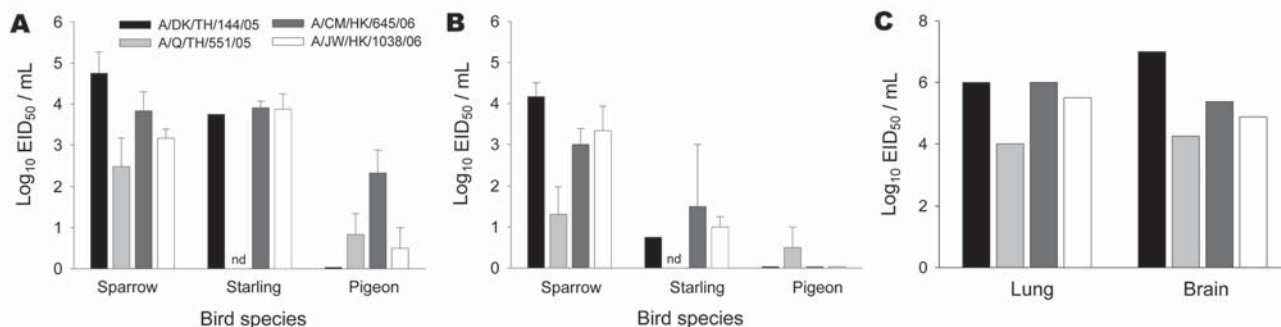 A
A/DK/TH/144/05 A/CM/HK/645/06
A/Q/TH/551/05 A/JW/HK/1038/06
Log10 EID50 / mL
6
5
4
3
2
1
0
nd
Sparrow Starling Pigeon
Bird species
B
Log10 EID50 / mL
6
5
4
3
2
1
0
nd
Sparrow Starling Pigeon
Bird species
C
Log10 EID50 / mL
8
6
4
2
0
Lung Brain